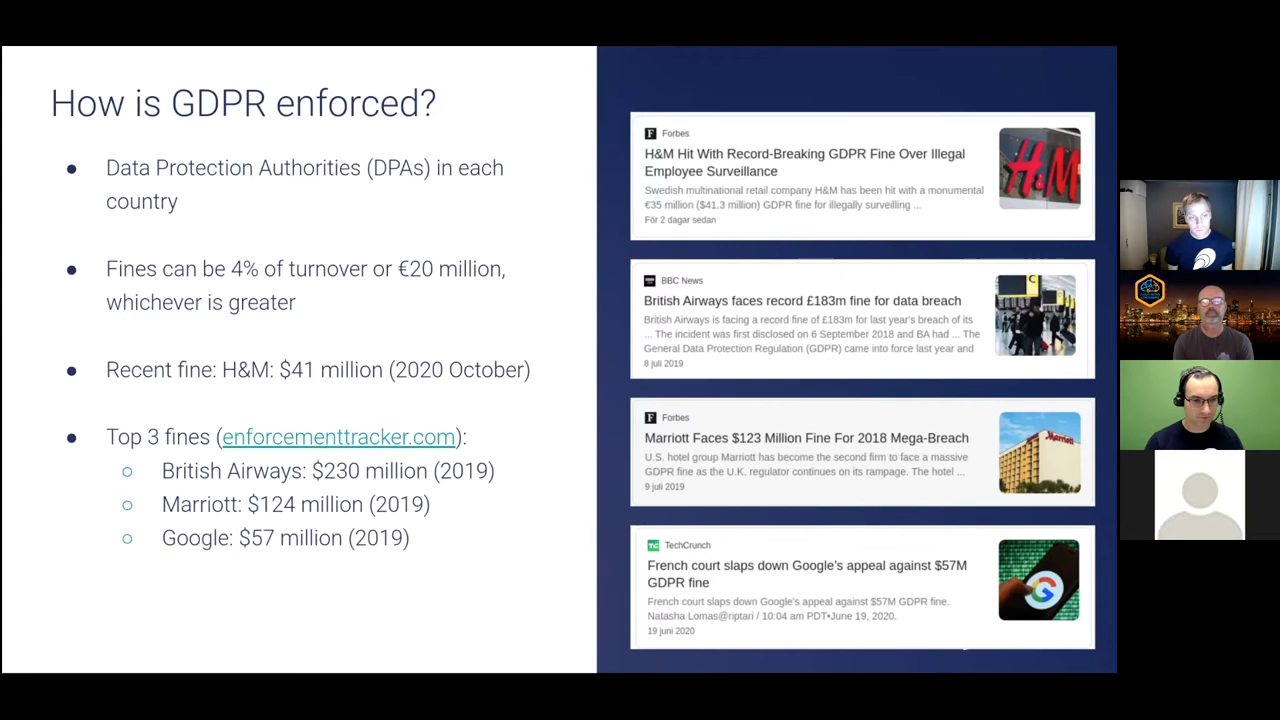 How is GDPR enforced?
● Data Protection Authorities (DPAs) in each
country
● Fines can be 4% of turnover or €20 million,
whichever is greater
● Recent fine: H&M: $41 million (2020 October)
● Top 3 fines (enforcementtracker.com):
○ British Airways: $230 million (2019)
○ Marriott: $124 million (2019)
○ Google: $57 million (2019)
Forbes
H&M Hit With Record-Breaking GDPR Fine Over Illegal
Employee Surveillance
Swedish multinational retail company H&M has been hit with a monumental
€35 million ($41.3 million) GDPR fine for illegally surveilling ...
För 2 dagar sedan
H&M
BBC News
British Airways faces record £183m fine for data breach
British Airways is facing a record fine of £183m for last year's breach of its
... The incident was first disclosed on 6 September 2018 and BA had ... The
General Data Protection Regulation (GDPR) came into force last year and
8 juli 2019
Forbes
Marriott Faces $123 Million Fine For 2018 Mega-Breach
U.S. hotel group Marriott has become the second firm to face a massive
GDPR fine as the U.K. regulator continues on its rampage. The hotel ...
9 juli 2019
Marriott
TechCrunch
French court slaps down Google's appeal against $57M
GDPR fine
French court slaps down Google's appeal against $57M GDPR fine.
Natasha Lomas@riptari / 10:04 am PDT•June 19, 2020.
19 juni 2020